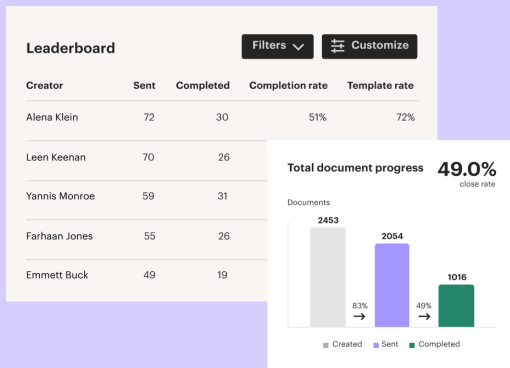 Leaderboard
Filters
Customize
Creator Sent Completed Completion rate Template rate
Alena Klein 72 30 51% 72%
Leen Keenan 70 26
Yannis Monroe 59 31
Farhaan Jones 55 26
Emmett Buck 49 19
Total document progress 49.0%
close rate
Documents
2453
2054
1016
83%
49%
Created Sent Completed